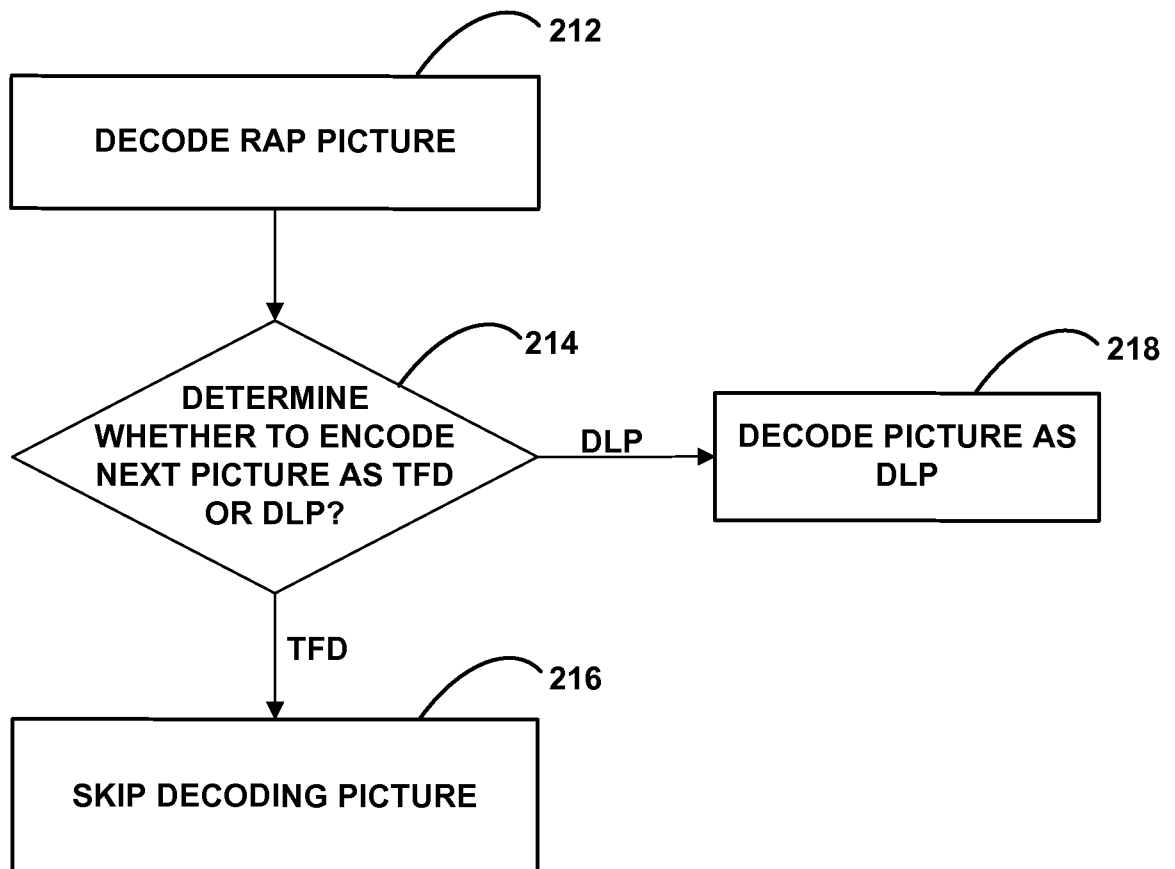 212
DECODE RAP PICTURE
214
DETERMINE
WHETHER TO ENCODE
NEXT PICTURE AS TFD
OR DLP?
DLP
218
DECODE PICTURE AS
DLP
TFD
216
SKIP DECODING PICTURE